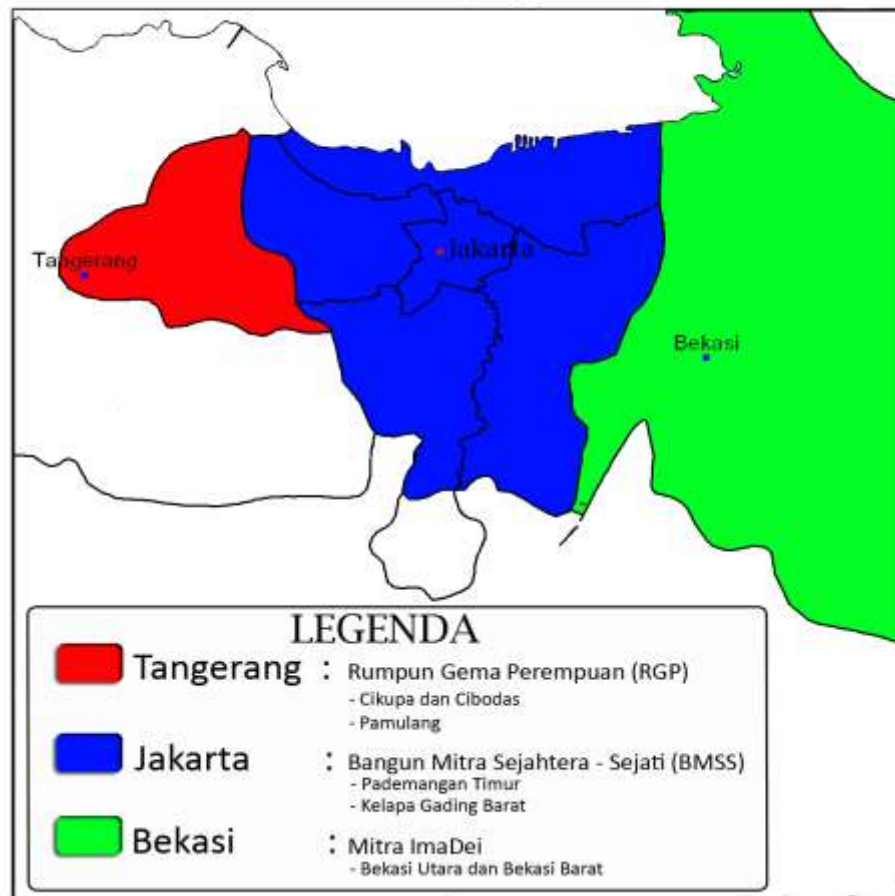 Tangerang
Jakarta
Bekasi
LEGENDA
Tangerang : Rumpun Gema Perempuan (RGP)
- Cikupa dan Cibodas
- Pamulang
Jakarta : Bangun Mitra Sejahtera - Sejati (BMSS)
- Pademangan Timur
- Kelapa Gading Barat
Bekasi : Mitra ImaDei
- Bekasi Utara dan Bekasi Barat